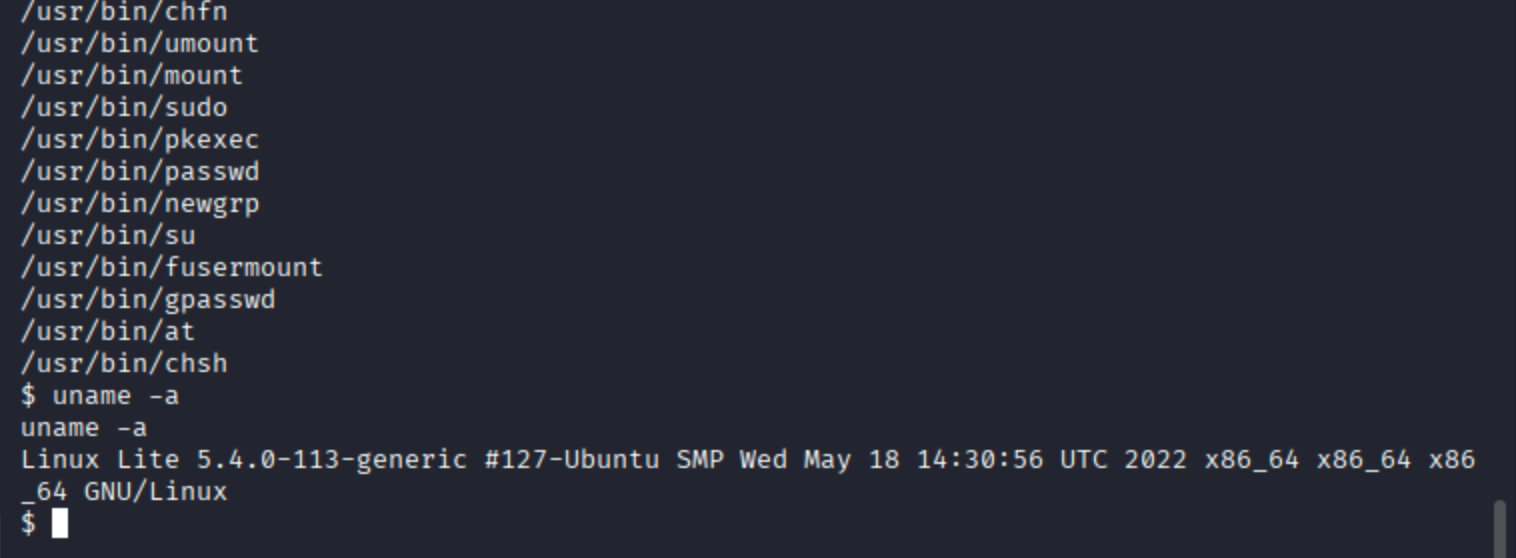 /usr/bin/chfn
/usr/bin/umount
/usr/bin/mount
/usr/bin/sudo
/usr/bin/pkexec
/usr/bin/passwd
/usr/bin/newgrp
/usr/bin/su
/usr/bin/fusermount
/usr/bin/gpasswd
/usr/bin/at
/usr/bin/chsh
$ uname -a
uname -a
Linux Lite 5.4.0-113-generic #127-Ubuntu SMP Wed May 18 14:30:56 UTC 2022 x86_64 x86_64 x86
_64 GNU/Linux
$